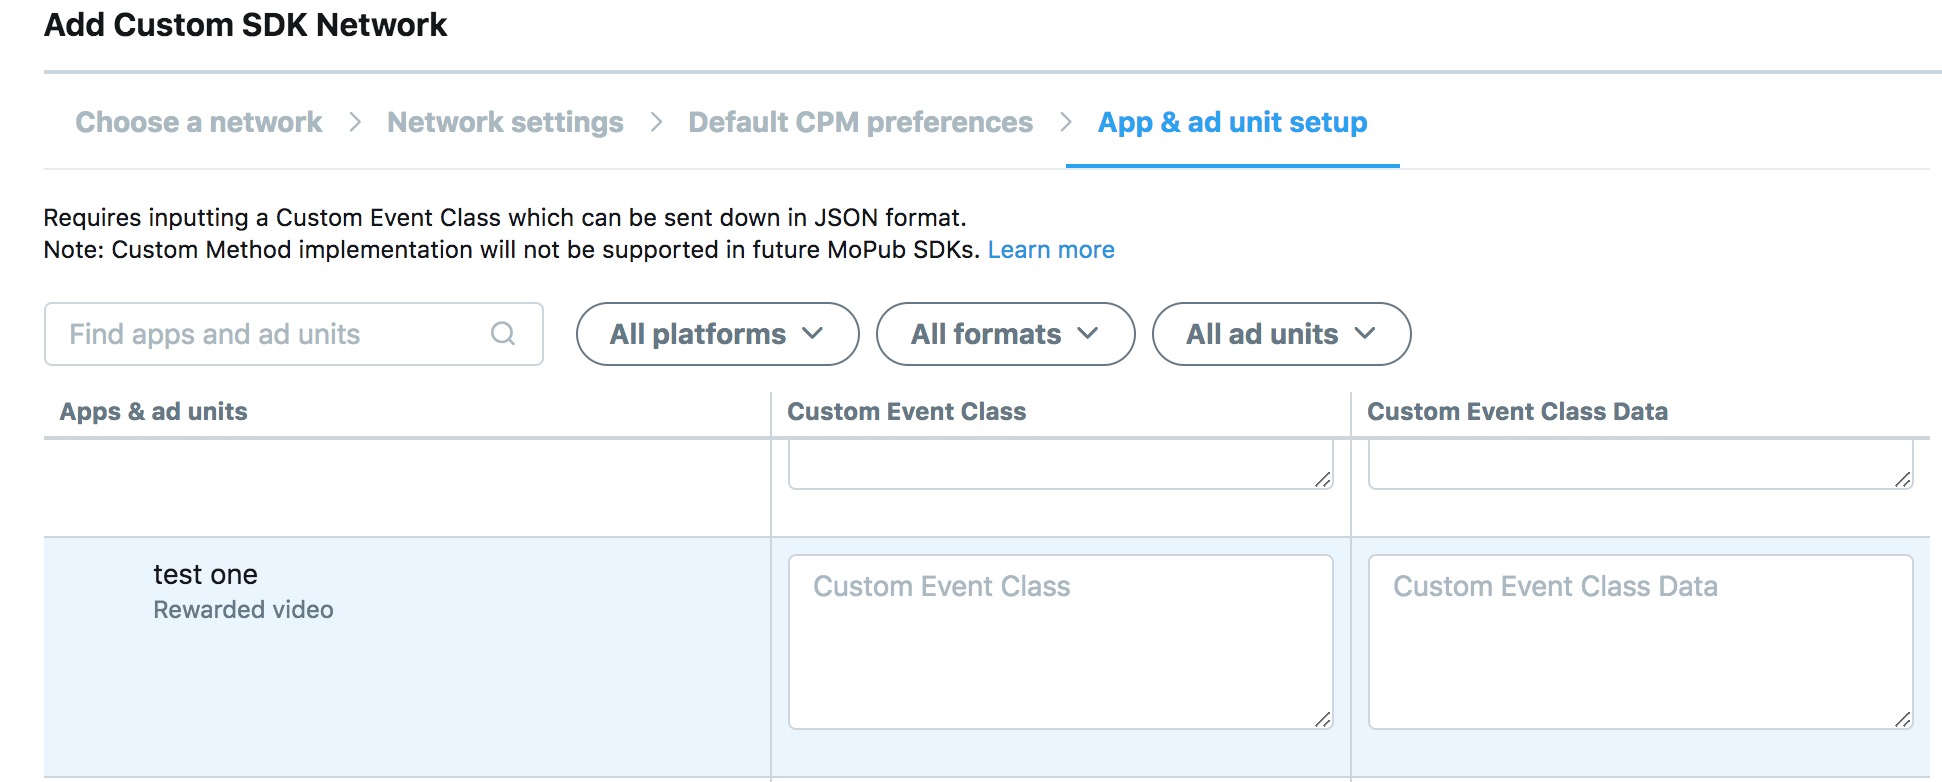 Add Custom SDK Network
Choose a network > Network settings > Default CPM preferences > App & ad unit setup
Requires inputting a Custom Event Class which can be sent down in JSON format.
Note: Custom Method implementation will not be supported in future MoPub SDKs. Learn more
Find apps and ad units All platforms All formats All ad units
Apps & ad units Custom Event Class Custom Event Class Data
test one Custom Event Class Custom Event Class Data
Rewarded video